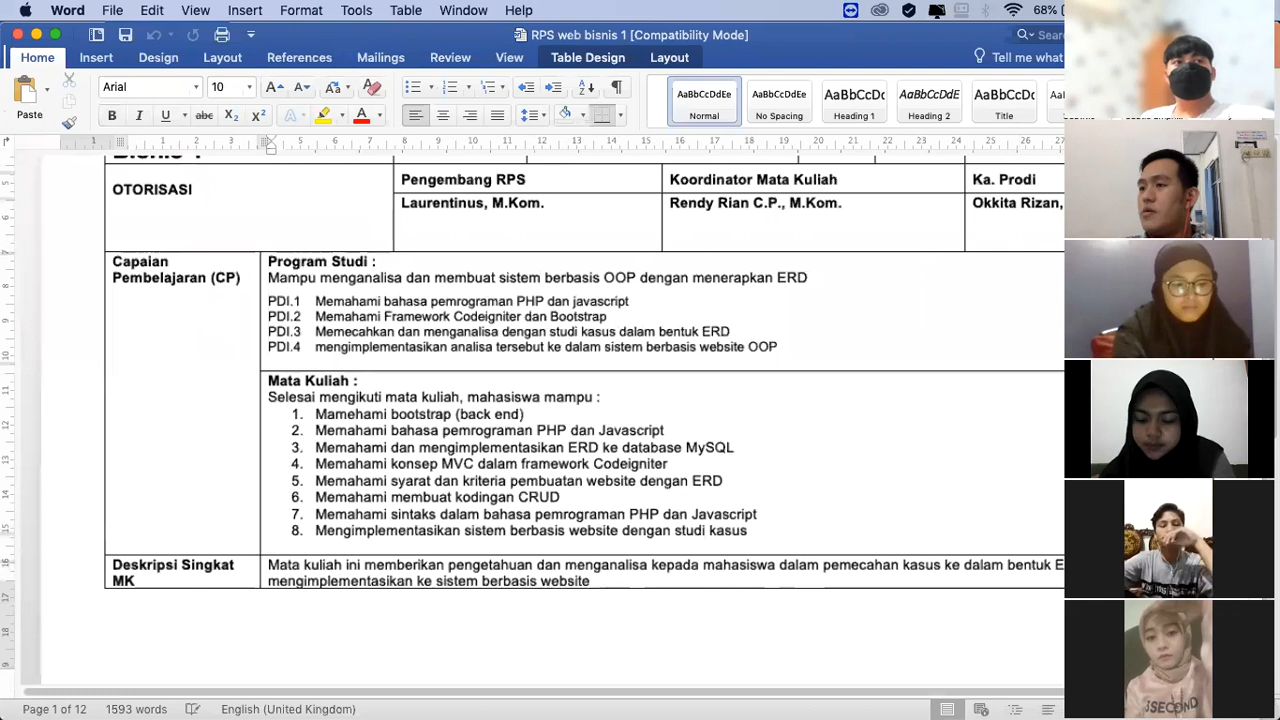 Word File Edit View Insert Format Tools Table Window Help 68%
RPS web bisnis 1 [Compatibility Mode]
Home Insert Draw Design Layout References Mailings Review View Table Design Layout Tell me what
Paste Arial 10
AaBbCcDdEe AaBbCcDdEe AaBbCcDc AaBbCcDdE AaBbCcDc
Normal No Spacing Heading 1 Heading 2 Title
OTORISASI
Pengembang RPS Koordinator Mata Kuliah Ka. Prodi
Laurentinus, M.Kom. Rendy Rian C.P., M.Kom. Okkita Rizan,
Capaian
Pembelajaran (CP)
Program Studi :
Mampu menganalisa dan membuat sistem berbasis OOP dengan menerapkan ERD
PDI.1 Memahami bahasa pemrograman PHP dan javascript
PDI.2 Memahami Framework Codeigniter dan Bootstrap
PDI.3 Memecahkan dan menganalisa dengan studi kasus dalam bentuk ERD
PDI.4 mengimplementasikan analisa tersebut ke dalam sistem berbasis website OOP
Mata Kuliah :
Selesai mengikuti mata kuliah, mahasiswa mampu :
1. Mamehami bootstrap (back end)
2. Memahami bahasa pemrograman PHP dan Javascript
3. Memahami dan mengimplementasikan ERD ke database MySQL
4. Memahami konsep MVC dalam framework Codeigniter
5. Memahami syarat dan kriteria pembuatan website dengan ERD
6. Memahami membuat kodingan CRUD
7. Memahami sintaks dalam bahasa pemrograman PHP dan Javascript
8. Mengimplementasikan sistem berbasis website dengan studi kasus
Deskripsi Singkat
MK
Mata kuliah ini memberikan pengetahuan dan menganalisa kepada mahasiswa dalam pemecahan kasus ke dalam bentuk E
mengimplementasikan ke sistem berbasis website
Page 1 of 12 1593 words English (United Kingdom)